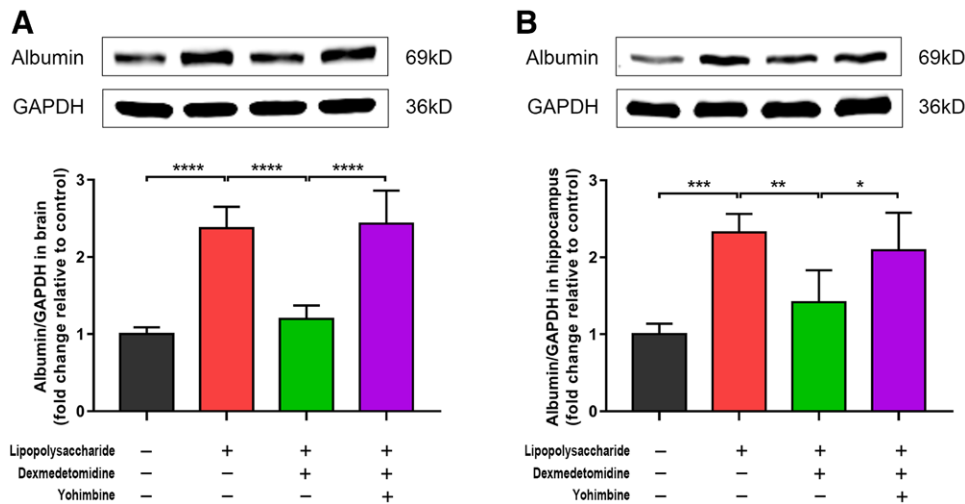 A
Albumin 69kD
GAPDH 36kD
**** **** ****
Albumin/GAPDH in brain
(fold change relative to control)
3
2
1
0
Lipopolysaccharide − + + +
Dexmedetomidine − − + +
Yohimbine − − − +
B
Albumin 69kD
GAPDH 36kD
*** ** *
Albumin/GAPDH in hippocampus
(fold change relative to control)
3
2
1
0
Lipopolysaccharide − + + +
Dexmedetomidine − − + +
Yohimbine − − − +